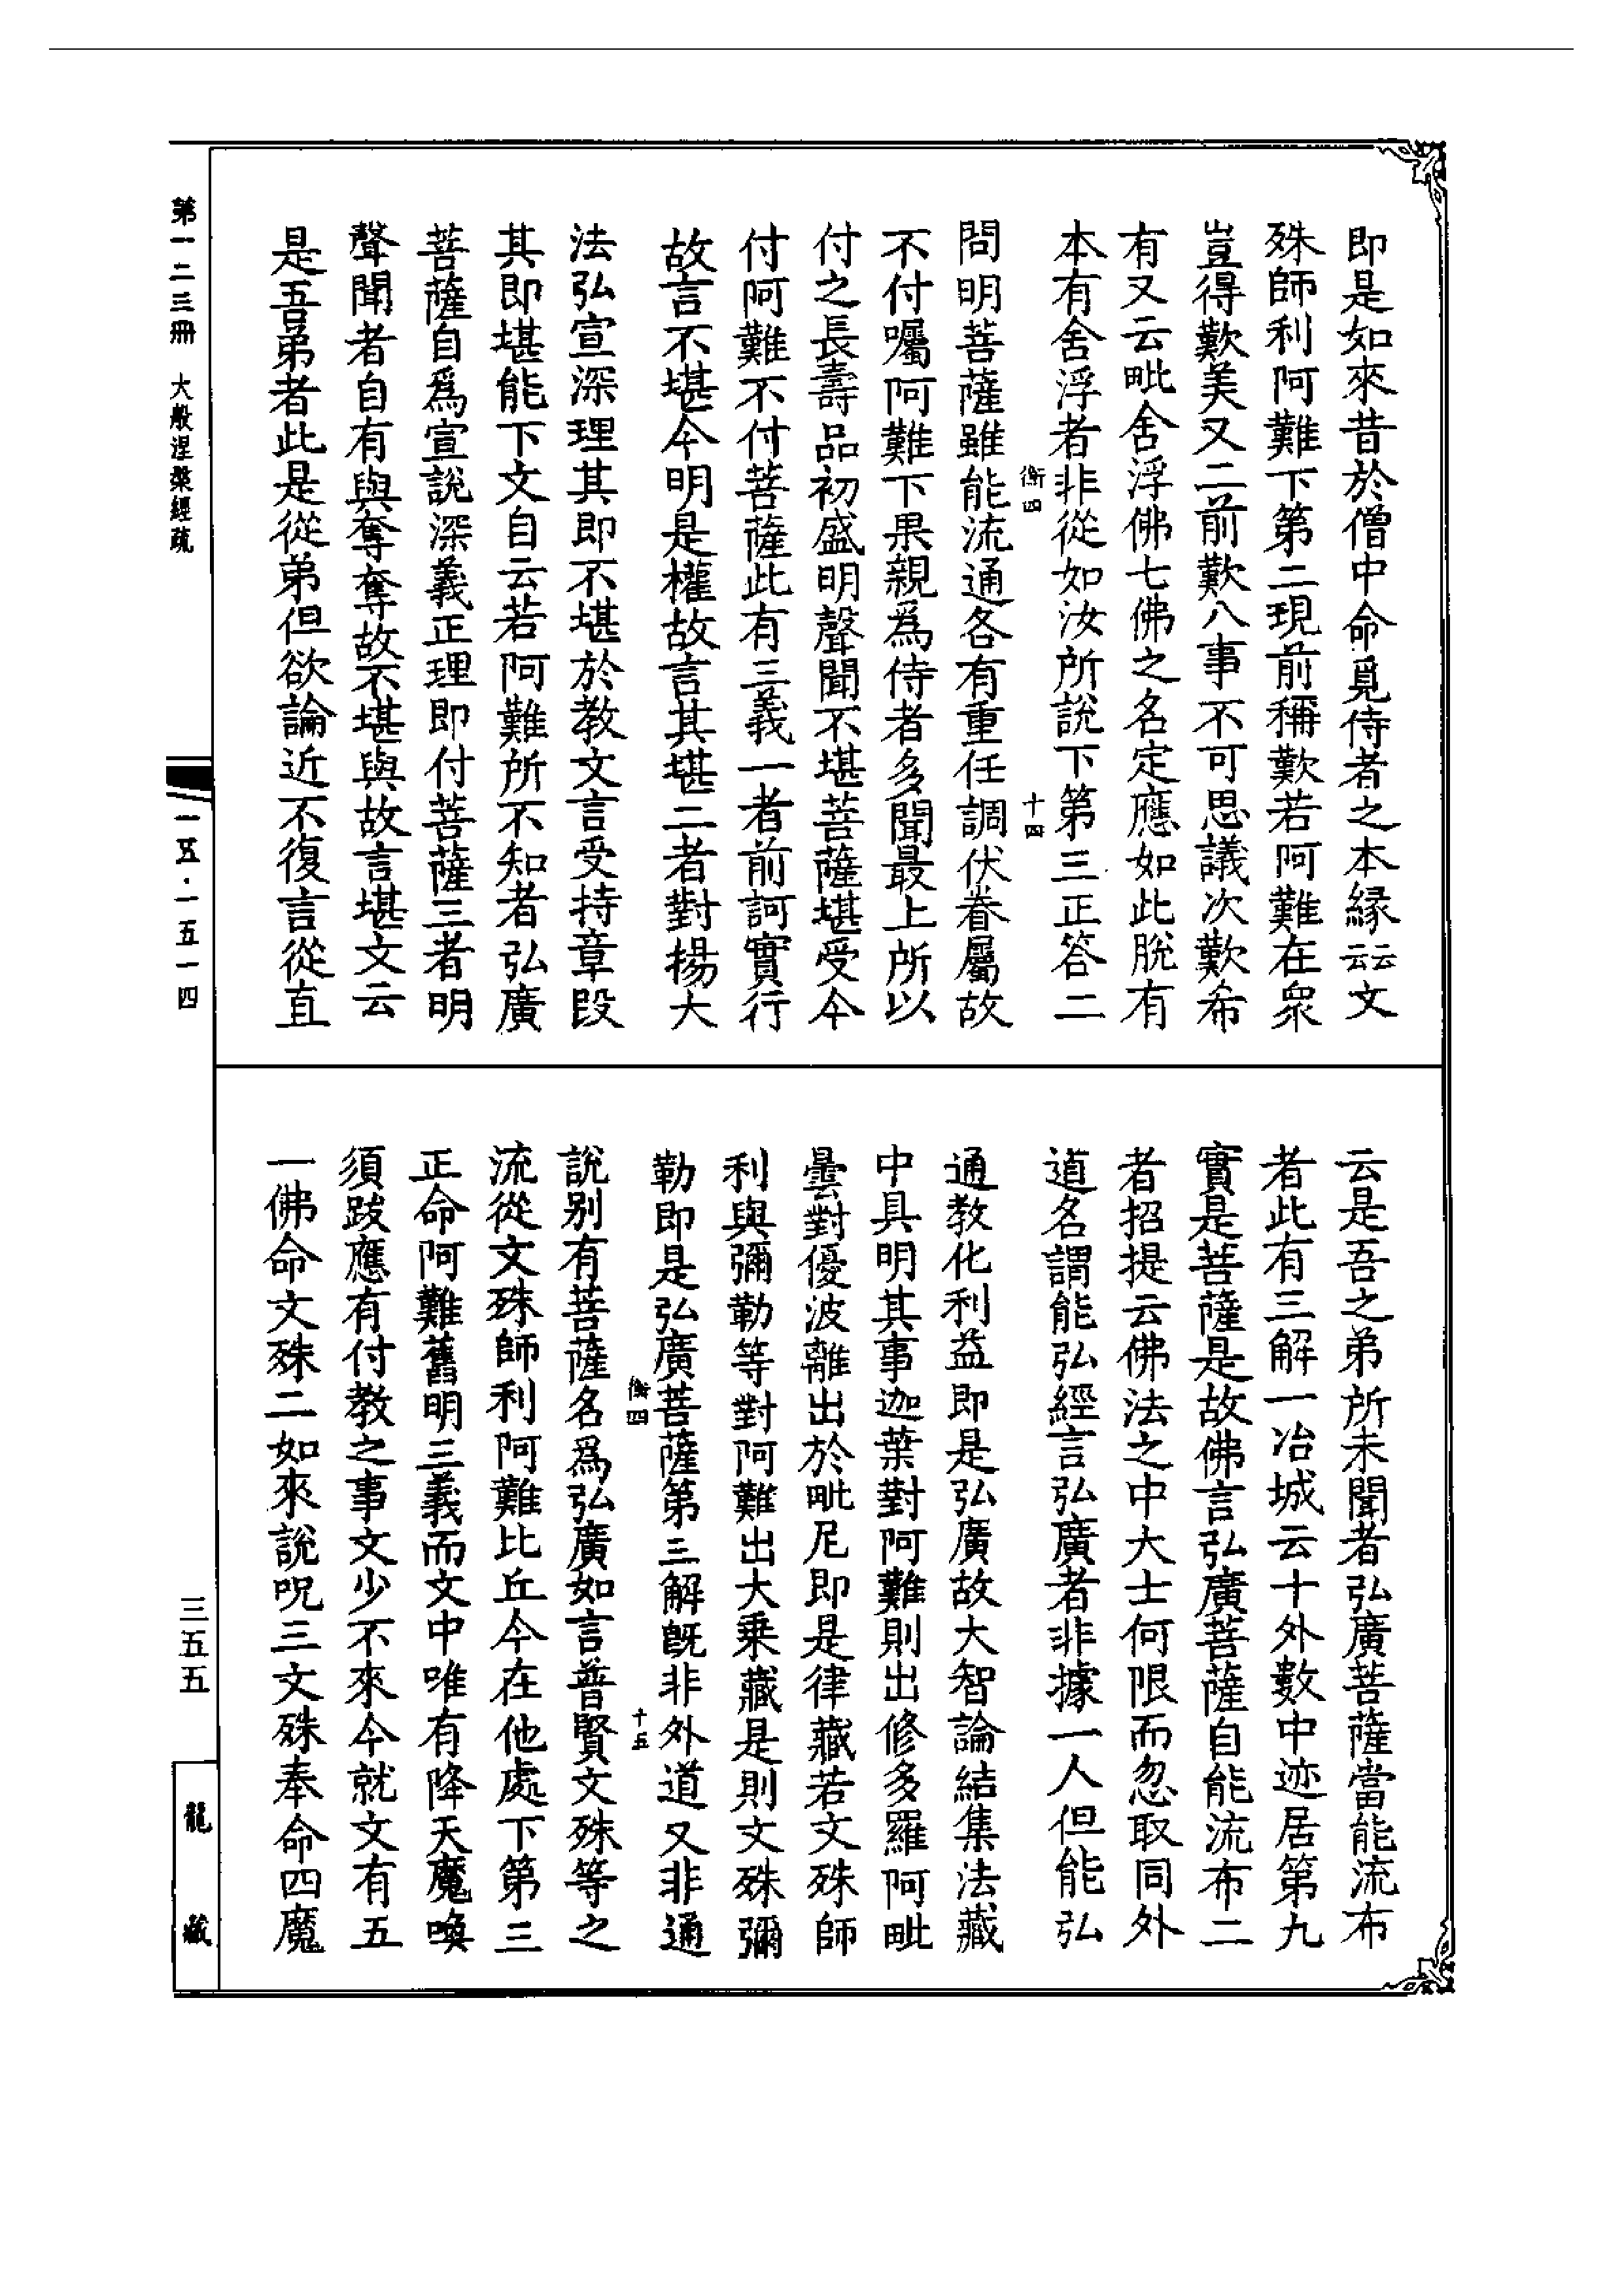 即是如來昔於僧中命覓侍者之本緣云云文
殊師利阿難下第二現前稱歎若阿難在衆
豈得歎美又二前歎八事不可思議次歎希
有又云毗舍浮佛七佛之名定應如此脫有
本有舍浮者非從如汝所說下第三正答二
衡四
十四
問明菩薩雖能流通各有重任調伏眷屬故
不付囑阿難下果親爲侍者多聞最上所以
付之長壽品初盛明聲聞不堪菩薩堪受今
付阿難不付菩薩此有三義一者前訶實行
故言不堪今明是權故言其堪二者對揚大
法弘宣深理其即不堪於教文言受持章段
其即堪能下文自云若阿難所不知者弘廣
菩薩自爲宣說深義正理即付菩薩三者明
聲聞者自有與奪奪故不堪與故言堪文云
是吾弟者此是從弟但欲論近不復言從直
云是吾之弟所未聞者弘廣菩薩當能流布
者此有三解一冶城云十外數中迹居第九
實是菩薩是故佛言弘廣菩薩自能流布二
者招提云佛法之中大士何限而忽取同外
道名謂能弘經言弘廣者非據一人但能弘
通教化利益即是弘廣故大智論結集法藏
中具明其事迦葉對阿難則出修多羅阿毗
曇對優波離出於毗尼即是律藏若文殊師
利與彌勒等對阿難出大乘藏是則文殊彌
勒即是弘廣菩薩第三解既非外道又非通
衡四
十五
說別有菩薩名爲弘廣如言普賢文殊等之
流從文殊師利阿難比丘今在他處下第三
正命阿難舊明三義而文中唯有降天魔喚
須跋應有付教之事文少不來今就文有五
一佛命文殊二如來說呪三文殊奉命四魔
第一二三冊 大般涅槃經疏
一五·一五一四
三五五
龍藏